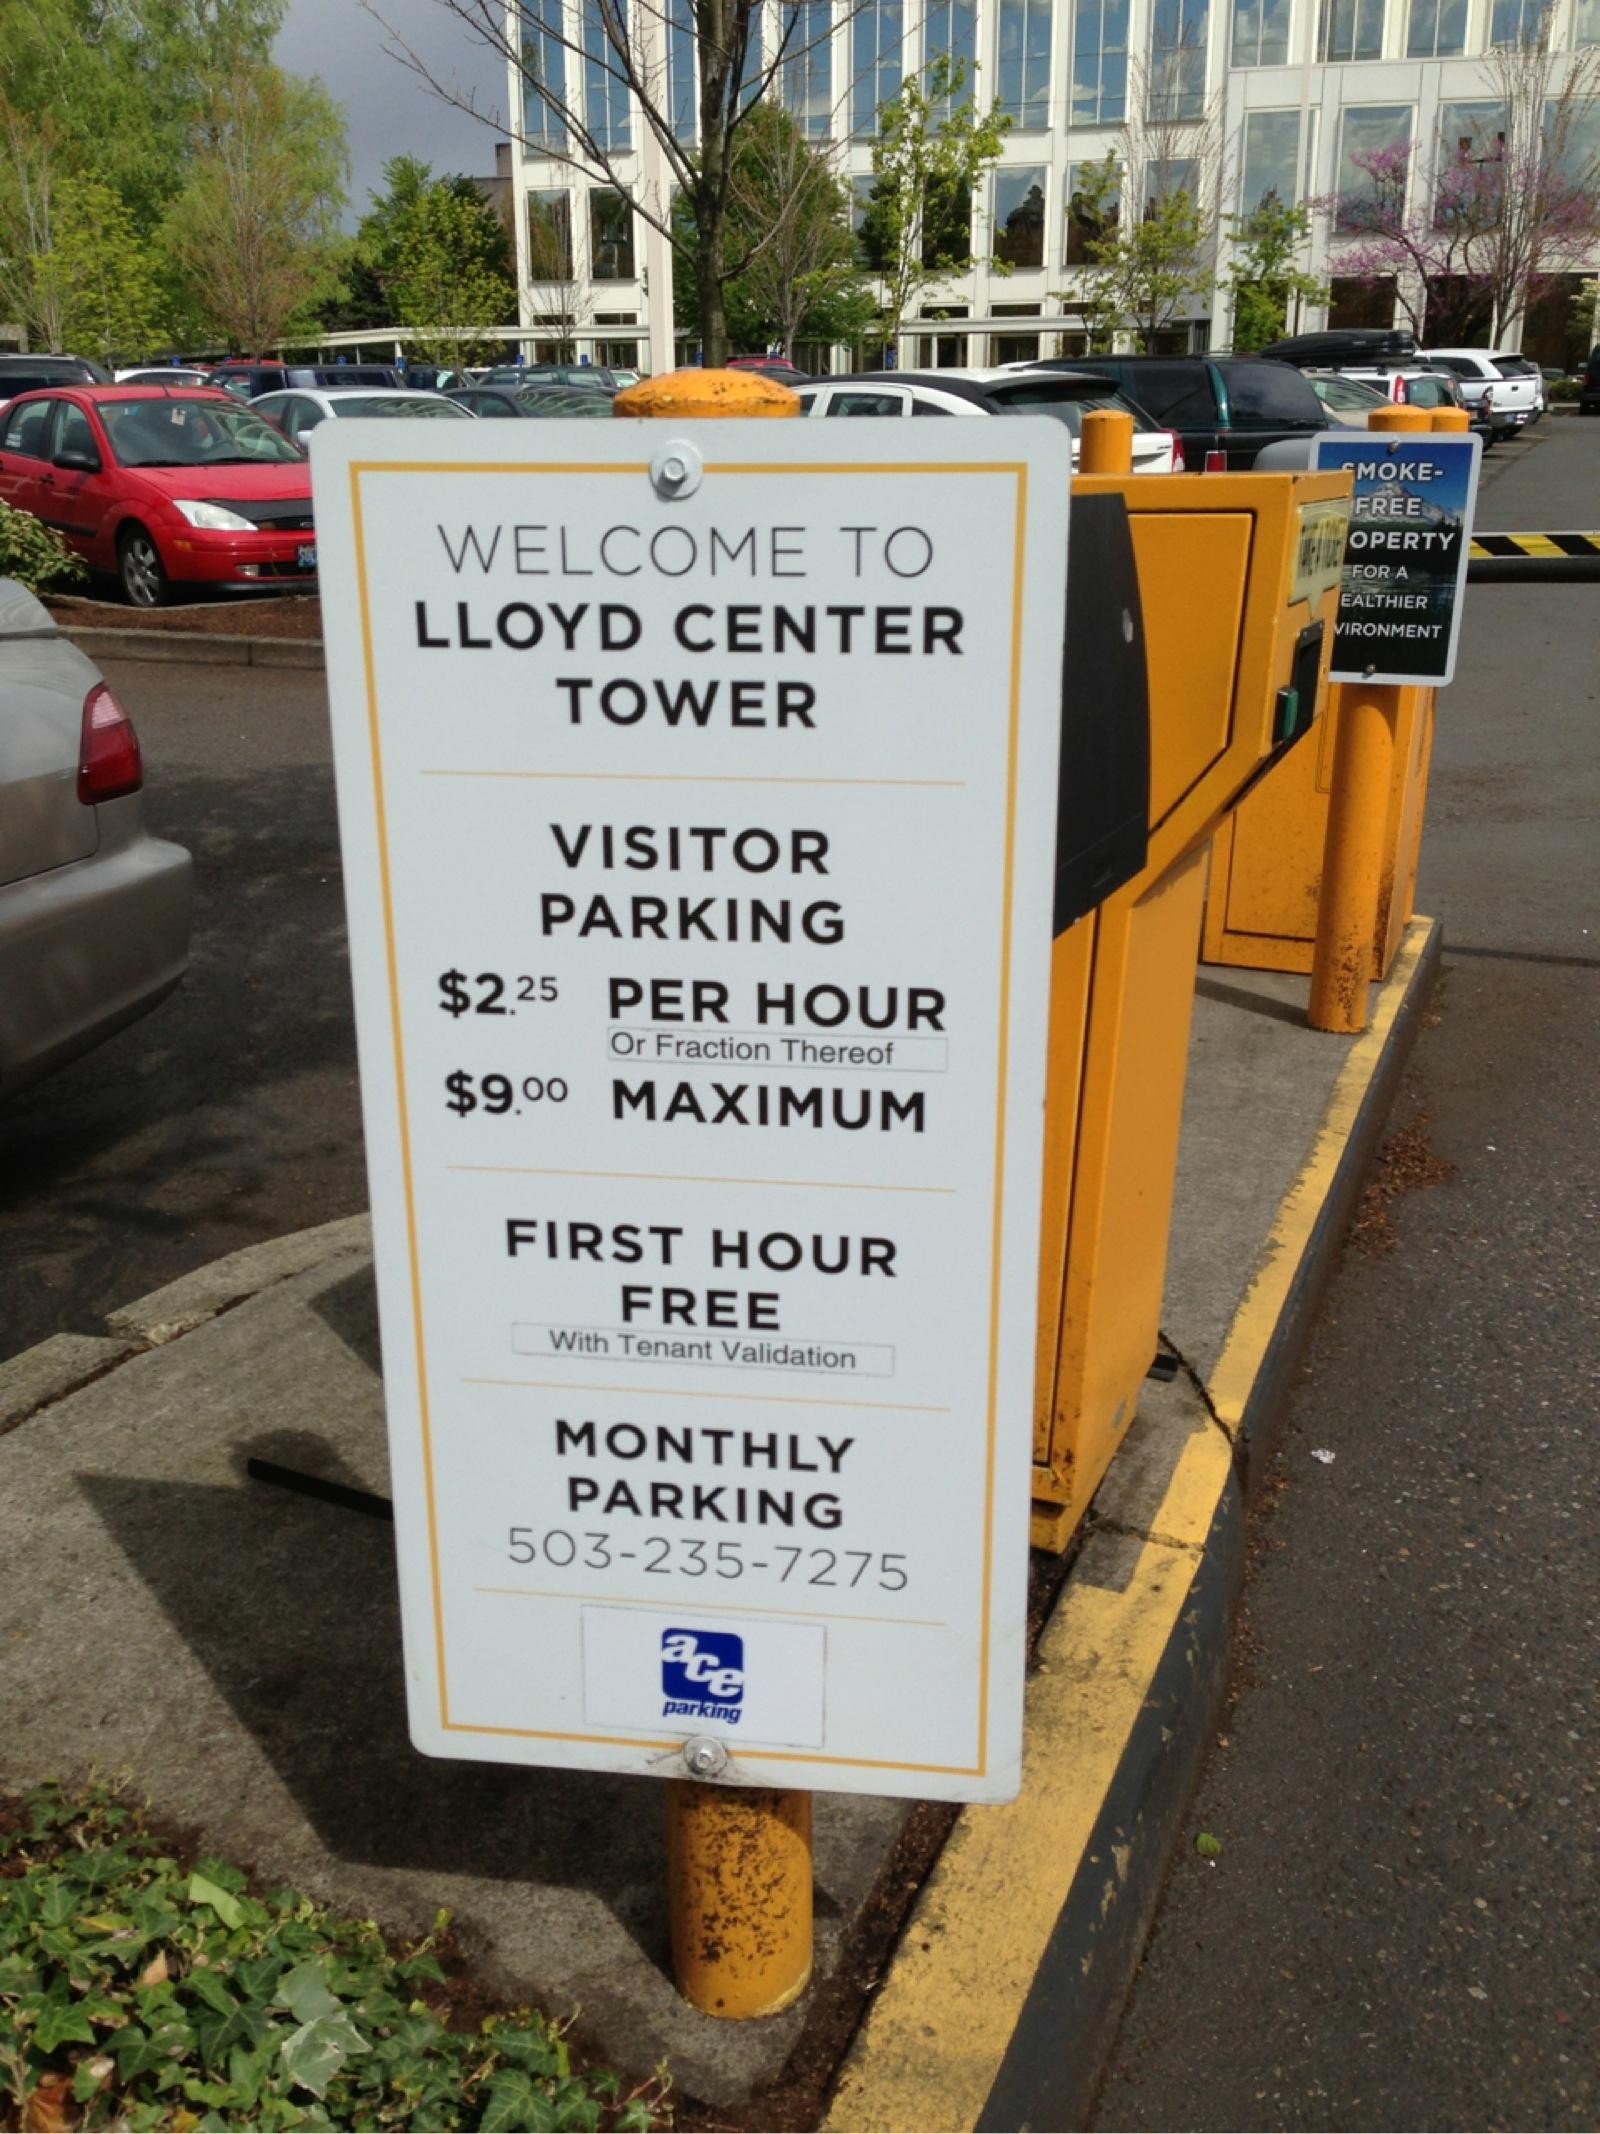 WELCOME TO
LLOYD CENTER
TOWER
VISITOR
PARKING
$2.25 PER HOUR
Or Fraction Thereof
$9.00 MAXIMUM
FIRST HOUR
FREE
With Tenant Validation
MONTHLY
PARKING
503-235-7275
ace
parking
SMOKE-
FREE
OPERTY
FOR A
EALTHIER
VIRONMENT